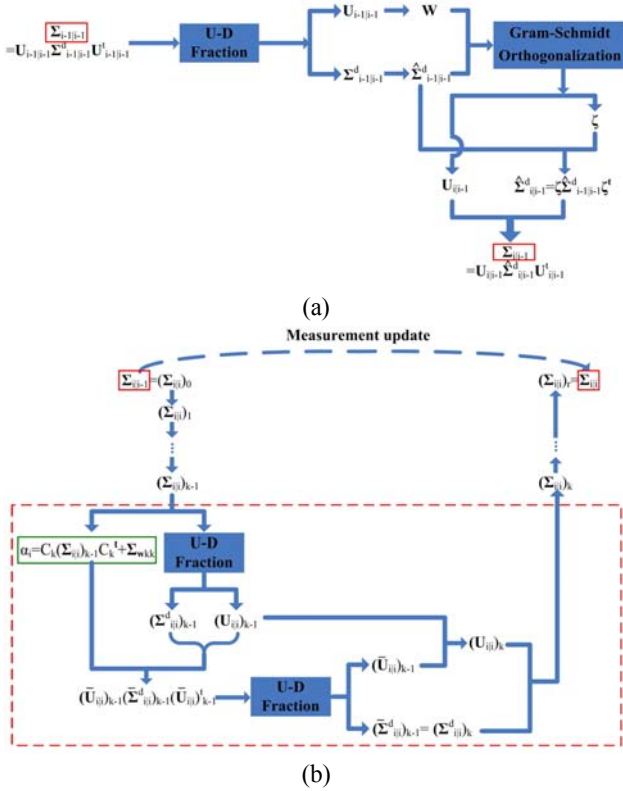 Σi-1|i-1
=Ui-1|i-1Σdi-1|i-1Uti-1|i-1
U-D
Fraction
Ui-1|i-1
W
Σdi-1|i-1
Σ̂di-1|i-1
Gram-Schmidt
Orthogonalization
ζ
Ui|i-1
Σ̂di|i-1=ζΣ̂di-1|i-1ζt
Σi|i-1
=Ui|i-1Σ̂di|i-1Uti|i-1
(a)
Measurement update
Σi|i-1=(Σi|i)0
(Σi|i)r=Σi|i
(Σi|i)1
(Σi|i)k-1
(Σi|i)k
αi=Ck(Σi|i)k-1Ckt+Σwkk
U-D
Fraction
(Σdi|i)k-1
(Ui|i)k-1
(Ui|i)k
(Ūi|i)k-1
(Ūi|i)k-1(Σ̄di|i)k-1(Ūi|i)tk-1
U-D
Fraction
(Σ̄di|i)k-1= (Σdi|i)k
(b)